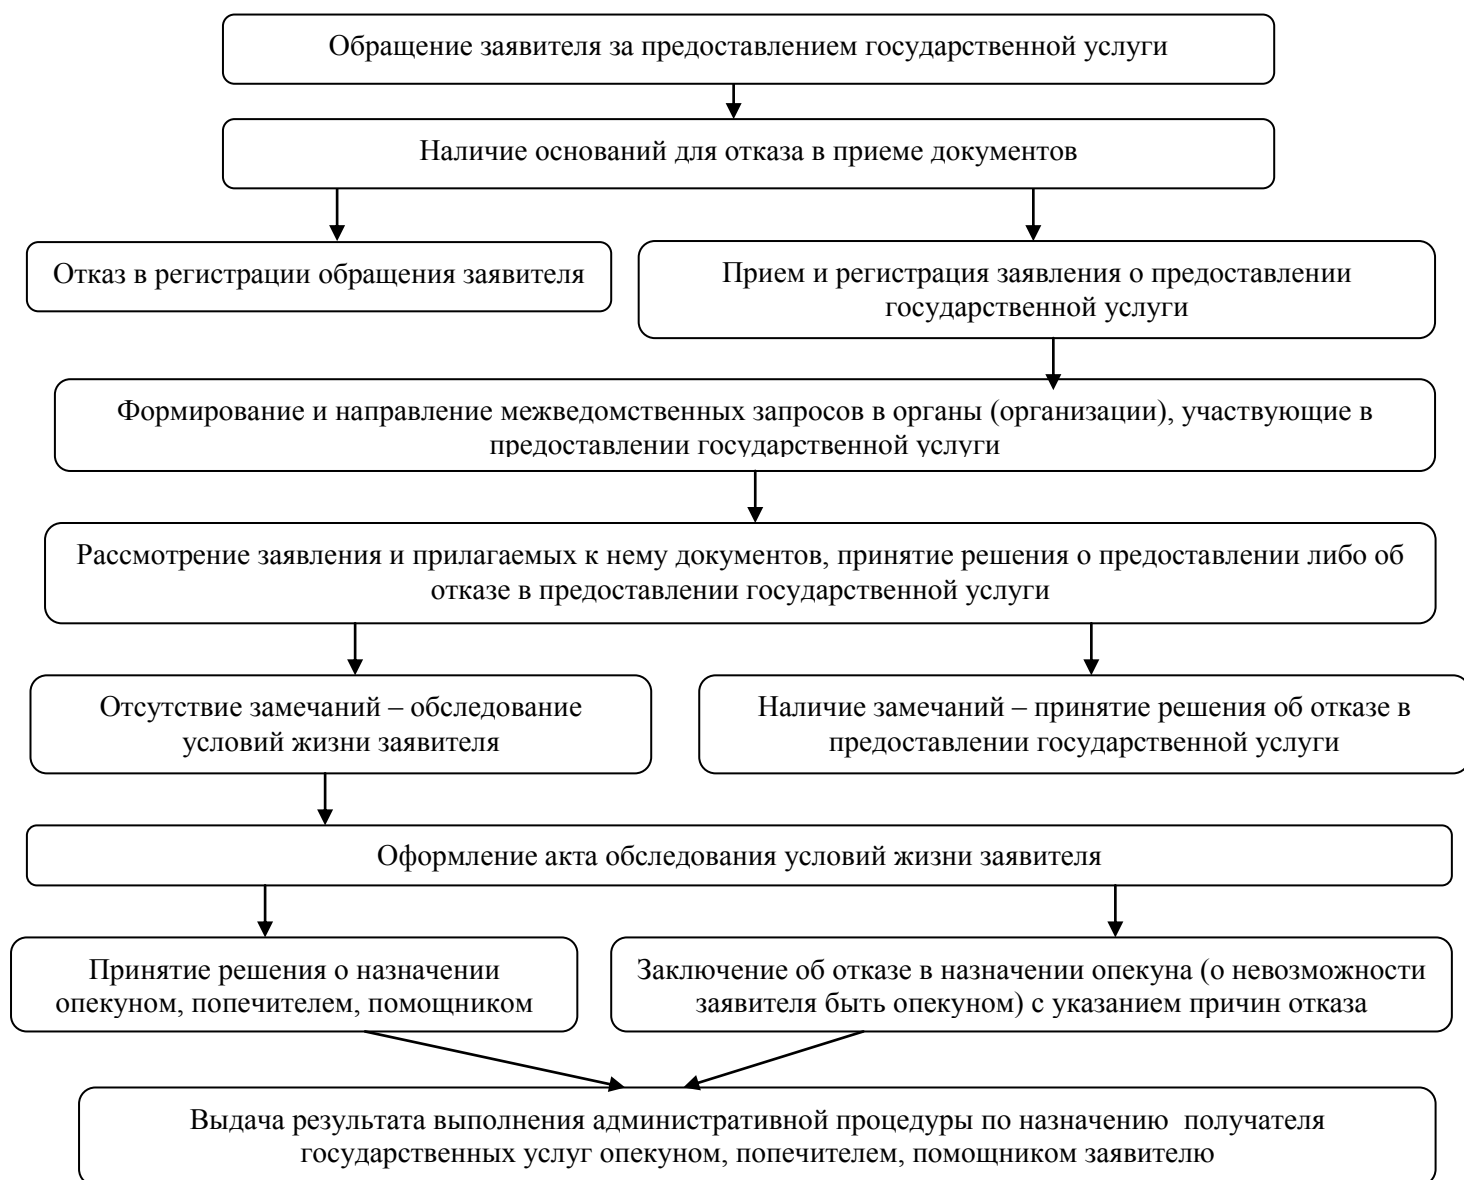 Обращение заявителя за предоставлением государственной услуги
Наличие оснований для отказа в приеме документов
Отказ в регистрации обращения заявителя
Прием и регистрация заявления о предоставлении
государственной услуги
Формирование и направление межведомственных запросов в органы (организации), участвующие в
предоставлении государственной услуги
Рассмотрение заявления и прилагаемых к нему документов, принятие решения о предоставлении либо об
отказе в предоставлении государственной услуги
Отсутствие замечаний – обследование
условий жизни заявителя
Наличие замечаний – принятие решения об отказе в
предоставлении государственной услуги
Оформление акта обследования условий жизни заявителя
Принятие решения о назначении
опекуном, попечителем, помощником
Заключение об отказе в назначении опекуна (о невозможности
заявителя быть опекуном) с указанием причин отказа
Выдача результата выполнения административной процедуры по назначению  получателя
государственных услуг опекуном, попечителем, помощником заявителю